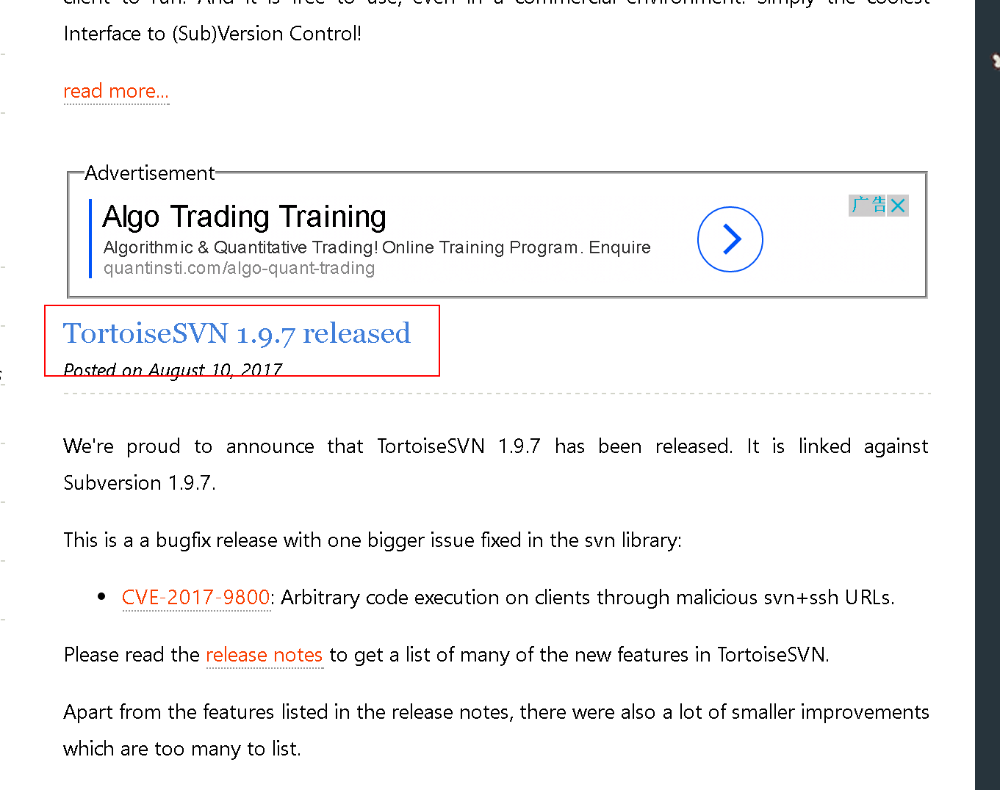 client to run. And it is free to use, even in a commercial environment. Simply the coolest
Interface to (Sub)Version Control!
read more...
Advertisement
Algo Trading Training
广告
Algorithmic & Quantitative Trading! Online Training Program. Enquire
quantinsti.com/algo-quant-trading
TortoiseSVN 1.9.7 released
Posted on August 10, 2017
We're proud to announce that TortoiseSVN 1.9.7 has been released. It is linked against
Subversion 1.9.7.
This is a a bugfix release with one bigger issue fixed in the svn library:
• CVE-2017-9800: Arbitrary code execution on clients through malicious svn+ssh URLs.
Please read the release notes to get a list of many of the new features in TortoiseSVN.
Apart from the features listed in the release notes, there were also a lot of smaller improvements
which are too many to list.